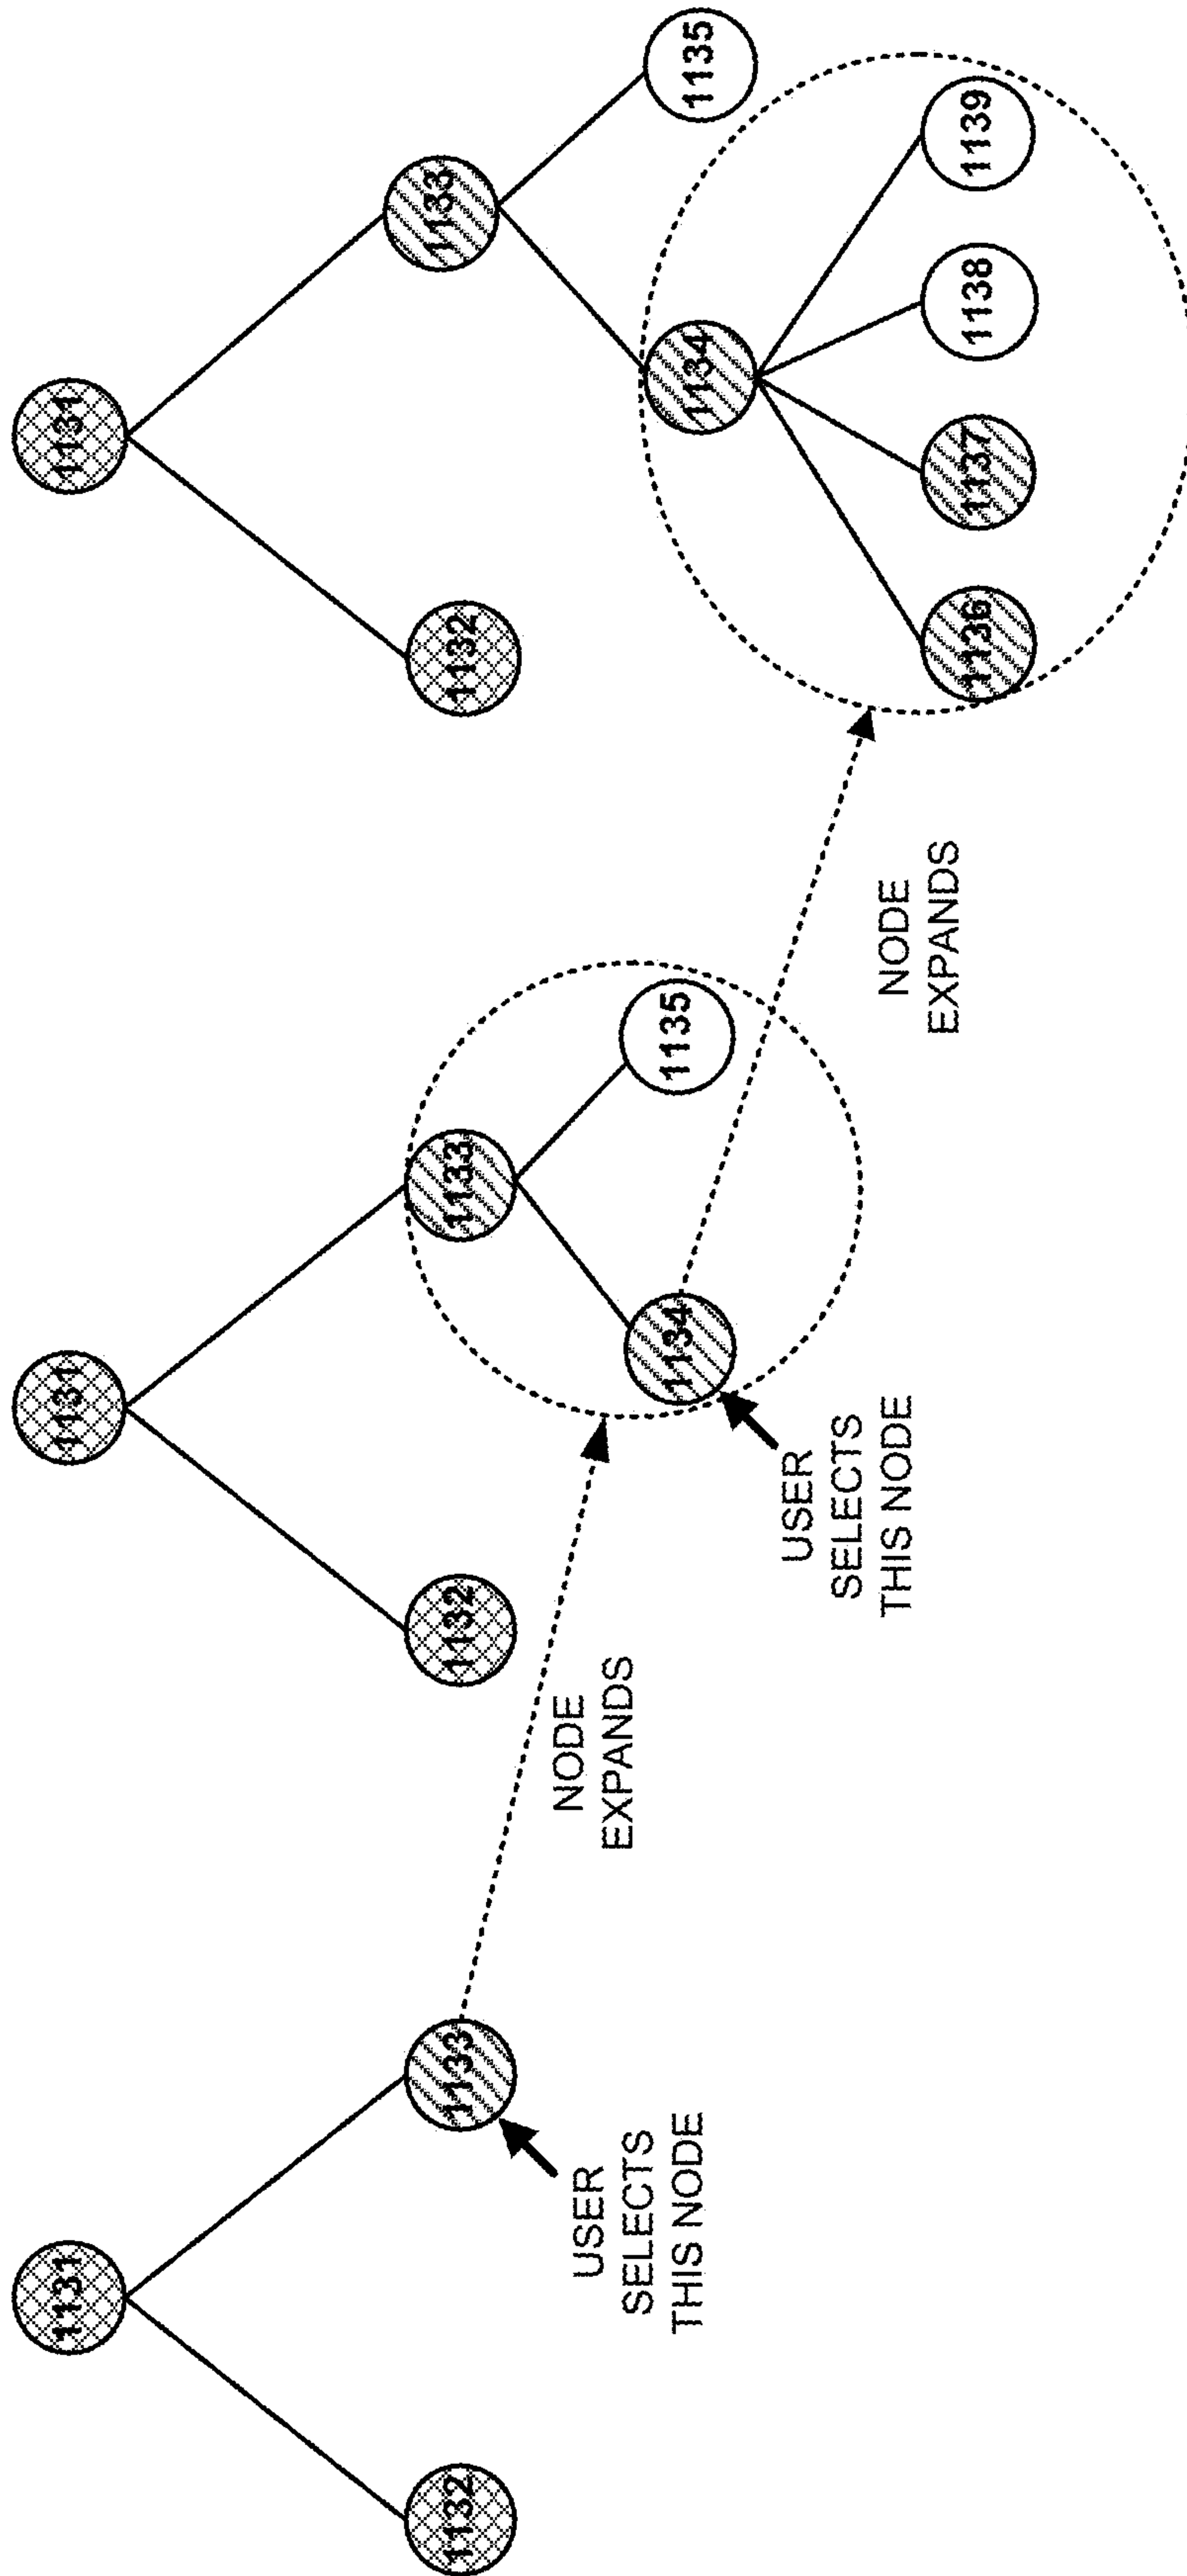 1131
1132
1133
USER
SELECTS
THIS NODE
NODE
EXPANDS
1131
1132
1133
1134
1135
USER
SELECTS
THIS NODE
NODE
EXPANDS
1131
1132
1133
1134
1135
1136
1137
1138
1139